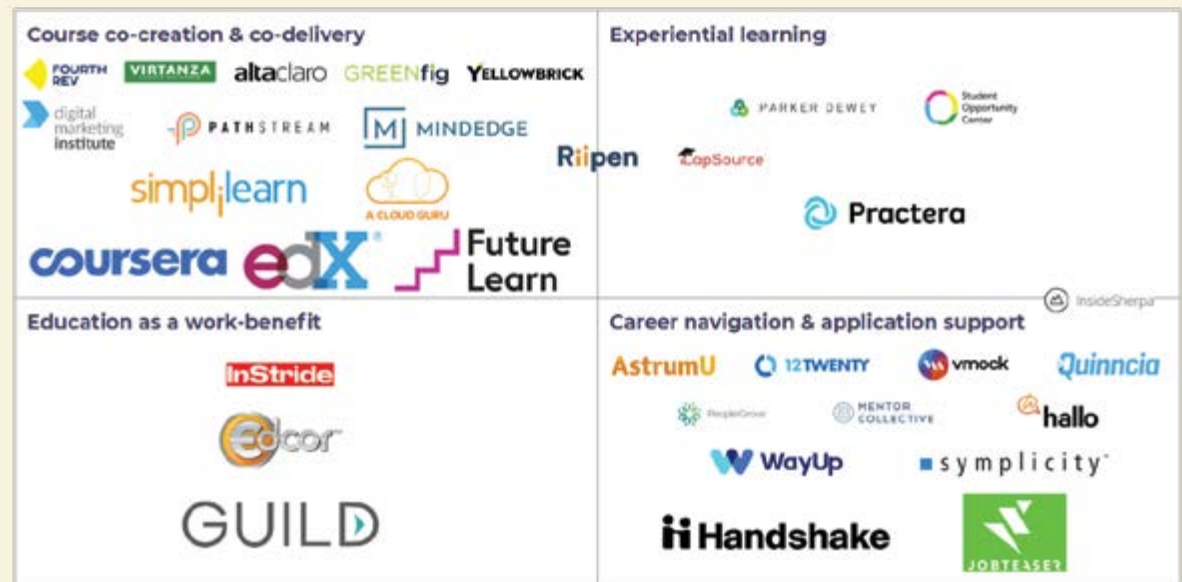 Course co-creation & co-delivery
FOURTH
REV
VIRTANZA
altaclaro
GREENfig
YELLOWBRICK
digital
marketing
institute
PATHSTREAM
M
MINDEDGE
simplilearn
A CLOUD GURU
coursera
edX
Future
Learn
Experiential learning
PARKER DEWEY
Student
Opportunity
Center
Riipen
CapSource
Practera
InsideSherpa
Education as a work-benefit
InStride
Edcor™
GUILD
Career navigation & application support
AstrumU
12TWENTY
vmock
Quinncia
PeopleGrove
MENTOR
COLLECTIVE
hallo
WayUp
symplicity
Handshake
JOBTEASER